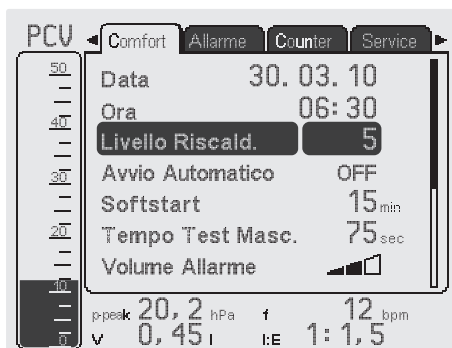 PCV
Comfort Allarme Counter Service
50
40
30
20
10
0
Data 30. 03. 10
Ora 06:30
Livello Riscald. 5
Avvio Automatico OFF
Softstart 15 min
Tempo Test Masc. 75 sec
Volume Allarme
p-peak 20, 2 hPa f 12 bpm
V 0, 45 l I:E 1: 1, 5